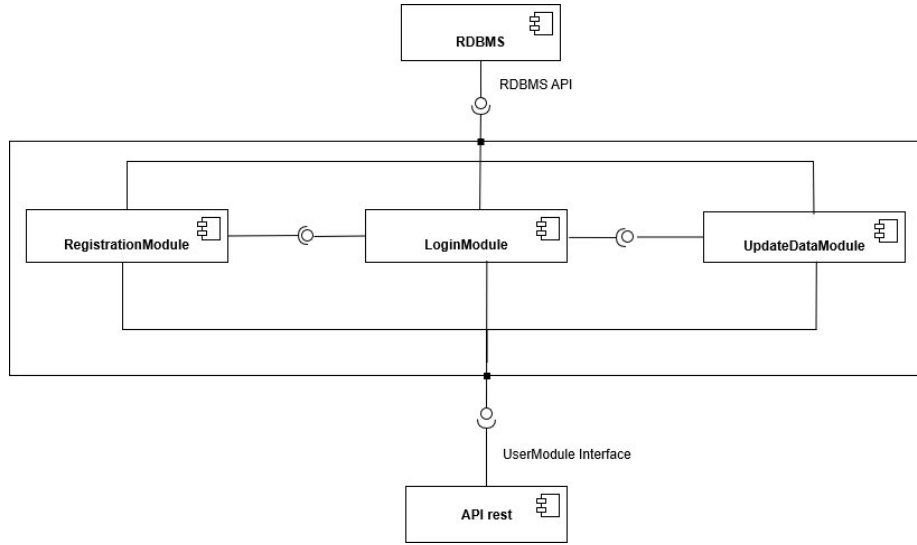 RDBMS
RDBMS API
RegistrationModule
LoginModule
UpdateDataModule
UserModule Interface
API rest